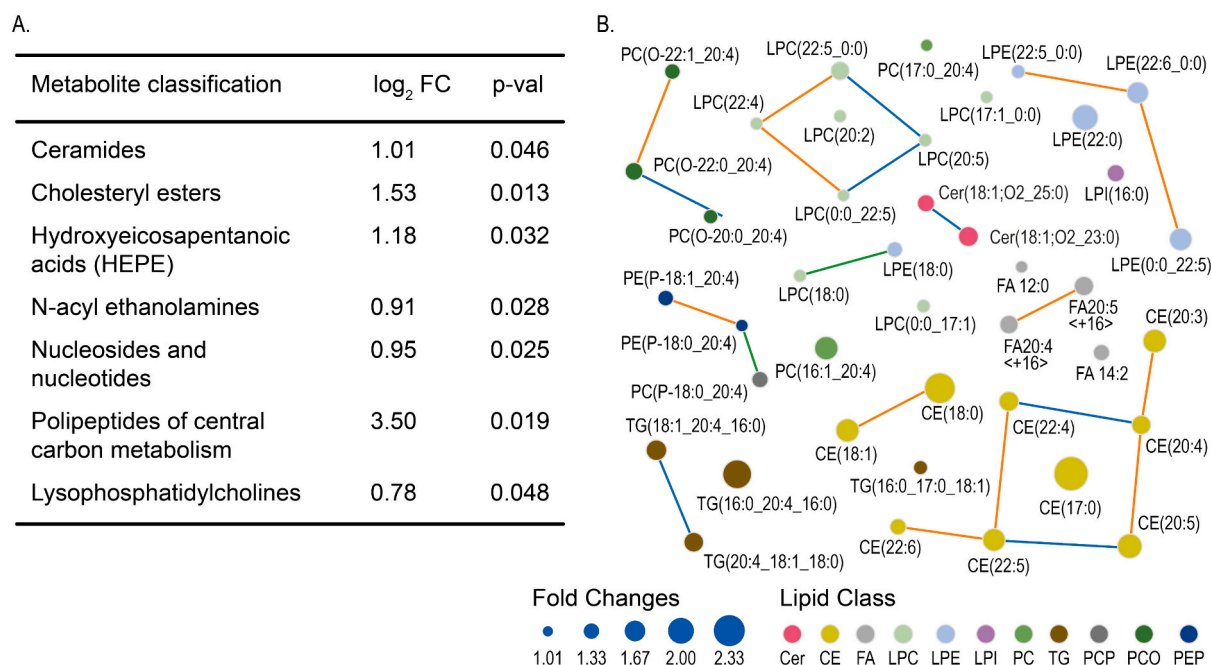 A.
Metabolite classification log2 FC p-val
Ceramides 1.01 0.046
Cholesteryl esters 1.53 0.013
Hydroxyeicosapentanoic 1.18 0.032
acids (HEPE)
N-acyl ethanolamines 0.91 0.028
Nucleosides and 0.95 0.025
nucleotides
Polipeptides of central 3.50 0.019
carbon metabolism
Lysophosphatidylcholines 0.78 0.048
B.
PC(O-22:1_20:4)
LPC(22:5_0:0)
PC(17:0_20:4)
LPE(22:5_0:0)
LPE(22:6_0:0)
LPC(22:4)
LPC(17:1_0:0)
LPC(20:2)
LPE(22:0)
PC(O-22:0_20:4)
LPC(20:5)
Cer(18:1;O2_25:0)
LPI(16:0)
LPC(0:0_22:5)
PC(O-20:0_20:4)
Cer(18:1;O2_23:0)
LPE(18:0)
LPE(0:0_22:5)
PE(P-18:1_20:4)
LPC(18:0)
FA 12:0
FA20:5
<+16>
LPC(0:0_17:1)
CE(20:3)
PE(P-18:0_20:4)
FA20:4
<+16>
PC(16:1_20:4)
FA 14:2
PC(P-18:0_20:4)
CE(18:0)
TG(18:1_20:4_16:0)
CE(22:4)
CE(20:4)
CE(18:1)
TG(16:0_17:0_18:1)
TG(16:0_20:4_16:0)
CE(17:0)
CE(20:5)
CE(22:6)
CE(22:5)
TG(20:4_18:1_18:0)
Fold Changes
1.01 1.33 1.67 2.00 2.33
Lipid Class
Cer CE FA LPC LPE LPI PC TG PCP PCO PEP